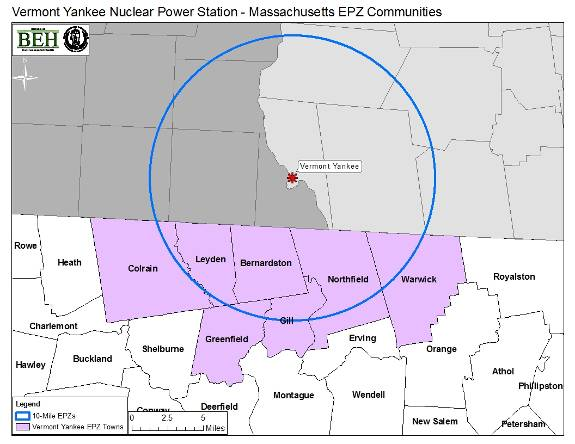 Vermont Yankee Nuclear Power Station - Massachusetts EPZ Communities
BEH
Vermont Yankee
Rowe
Heath
Colrain
Leyden
Bernardston
Northfield
Warwick
Royalston
Charlemont
Shelburne
Greenfield
Gill
Erving
Orange
Hawley
Buckland
Athol
Phillipston
Conway
Deerfield
Montague
Wendell
New Salem
Petersham
Legend
10-Mile EPZs
Vermont Yankee EPZ Towns
0 2.5 5
Miles